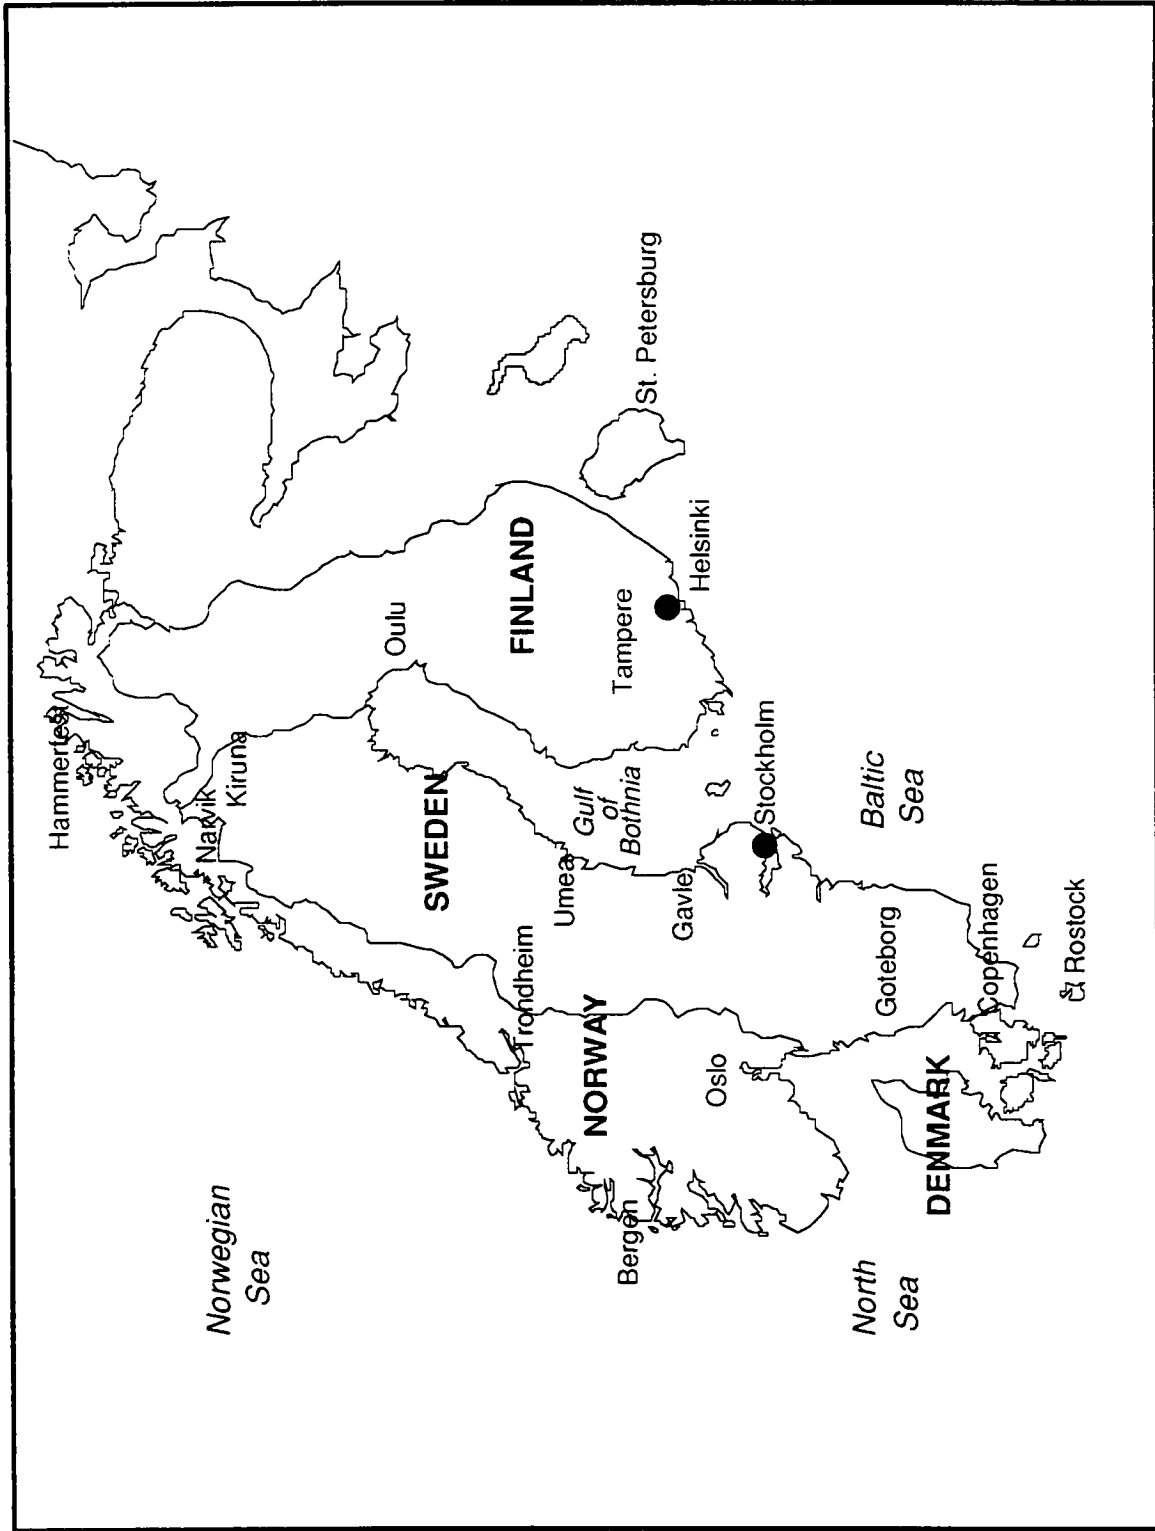 Hammerfest
Narvik
Kiruna
Norwegian
Sea
Oulu
SWEDEN
FINLAND
Trondheim
Umea
NORWAY
Gulf
of
Bothnia
Tampere
Bergen
St. Petersburg
Gavle
Helsinki
Oslo
Stockholm
North
Sea
Baltic
Sea
Goteborg
DENMARK
Copenhagen
Rostock